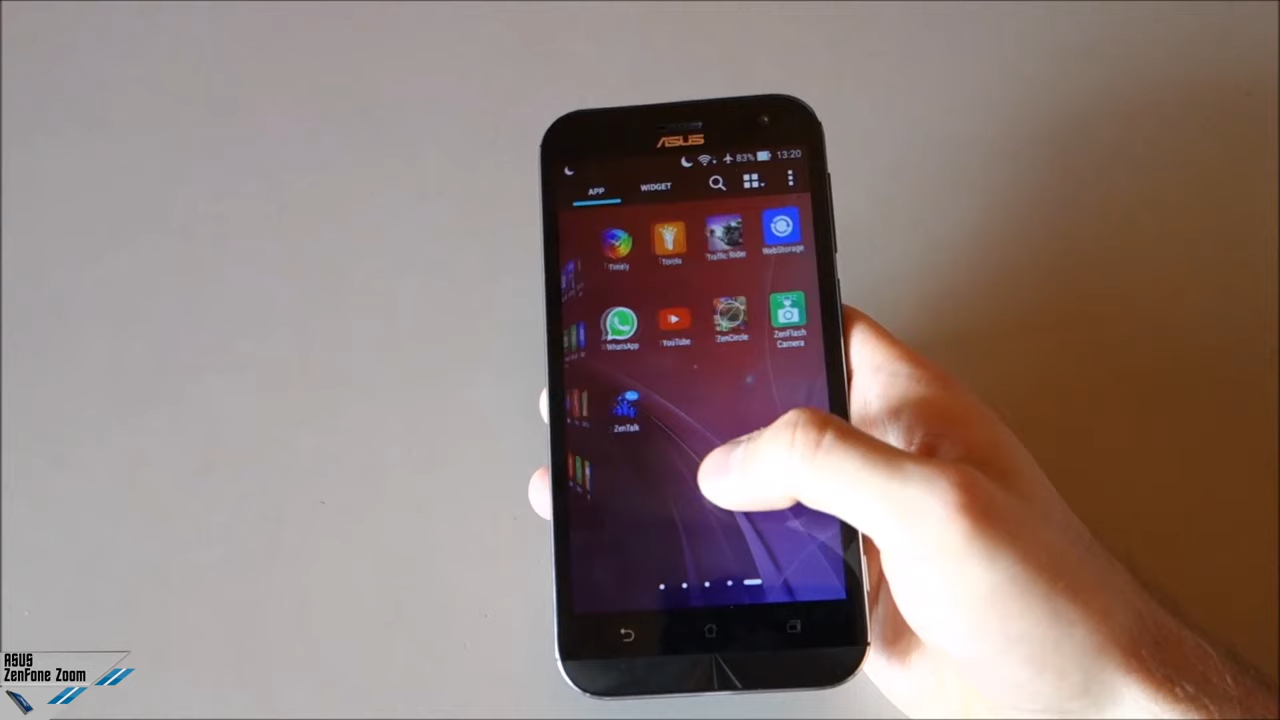 ASUS
83% 13:20
APP WIDGET
Timely Torcia Traffic Rider WebStorage
WhatsApp YouTube ZenCircle ZenFlash
Camera
ZenTalk
ASUS
ZenFone Zoom